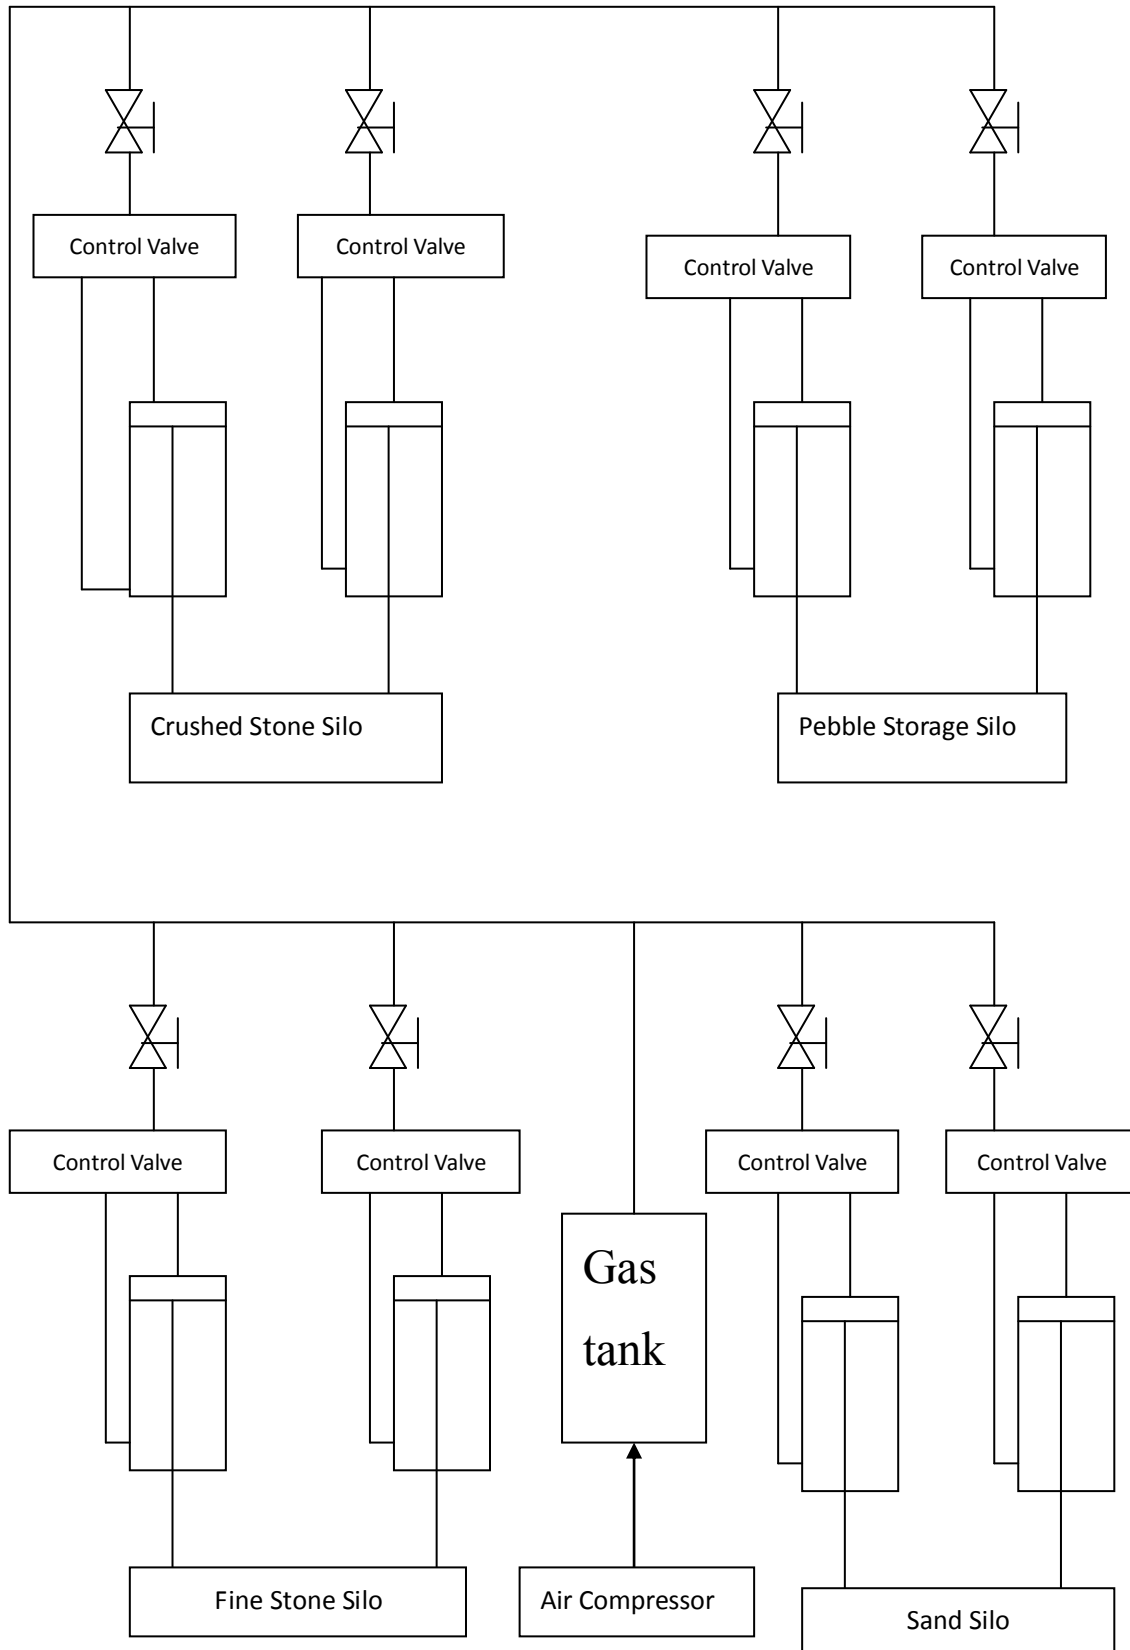 Control Valve
Control Valve
Control Valve
Control Valve
Crushed Stone Silo
Pebble Storage Silo
Control Valve
Control Valve
Control Valve
Control Valve
Gas
tank
Fine Stone Silo
Air Compressor
Sand Silo